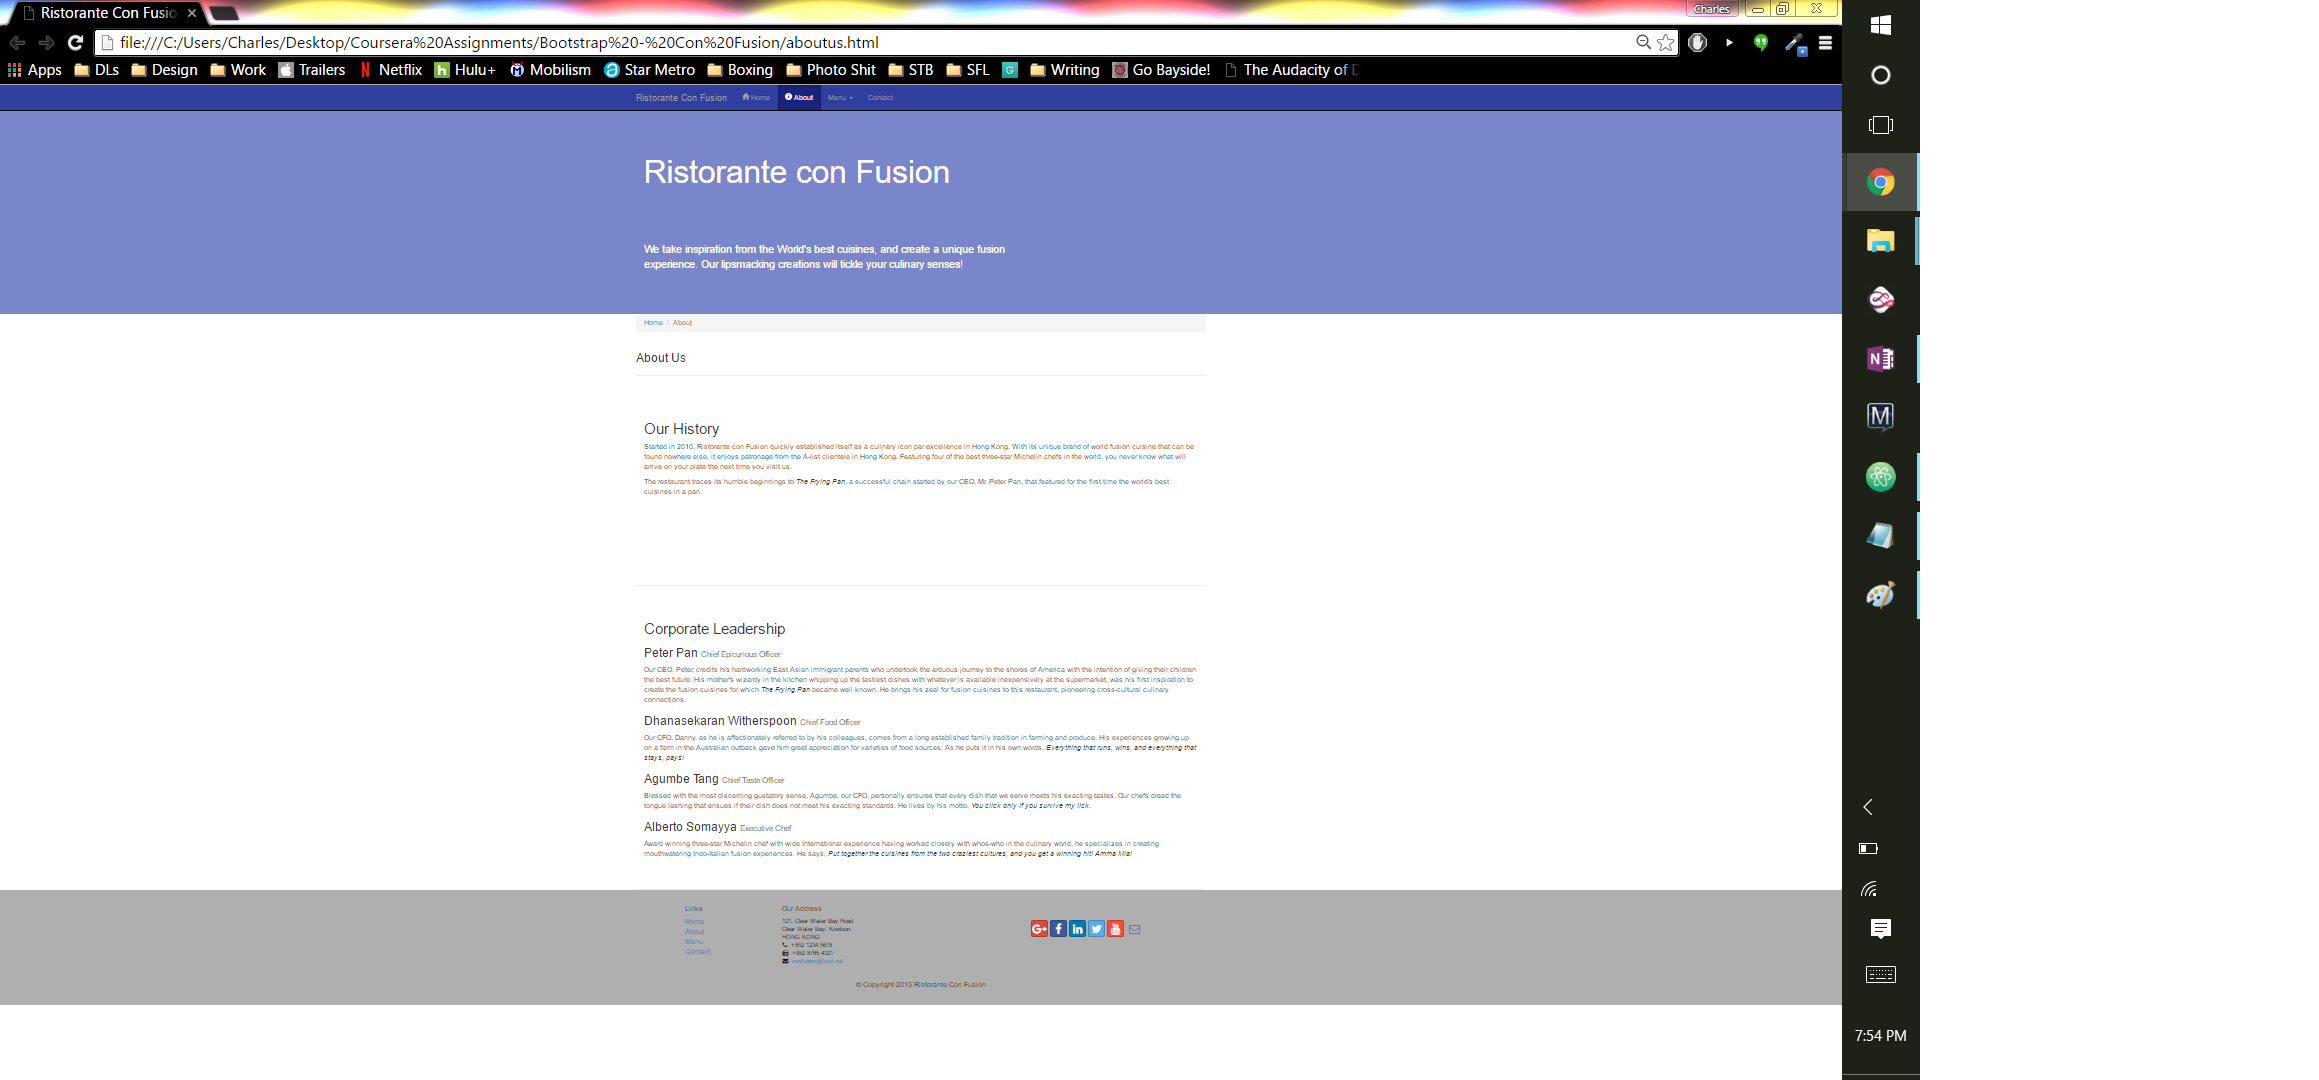 Ristorante Con Fusio
Charles
file:///C:/Users/Charles/Desktop/Coursera%20Assignments/Bootstrap%20-%20Con%20Fusion/aboutus.html
Apps DLs Design Work Trailers Netflix Hulu+ Mobilism Star Metro Boxing Photo Shit STB SFL Writing Go Bayside! The Audacity of D
Ristorante Con Fusion Home About Menu Contact
Ristorante con Fusion
We take inspiration from the World's best cuisines, and create a unique fusion
experience. Our lipsmacking creations will tickle your culinary senses!
Home / About
About Us
Our History
Started in 2010, Ristorante con Fusion quickly established itself as a culinary icon par excellence in Hong Kong. With its unique brand of world fusion cuisine that can be
found nowhere else, it enjoys patronage from the A-list clientele in Hong Kong. Featuring four of the best three-star Michelin chefs in the world, you never know what will
arrive on your plate the next time you visit us.
The restaurant traces its humble beginnings to The Frying Pan, a successful chain started by our CEO, Mr. Peter Pan, that featured for the first time the world's best
cuisines in a pan.
Corporate Leadership
Peter Pan Chief Epicurious Officer
Our CEO, Peter, credits his hardworking East Asian immigrant parents who undertook the arduous journey to the shores of America with the intention of giving their children
the best future. His mother's wizardy in the kitchen whipping up the tastiest dishes with whatever is available inexpensively at the supermarket, was his first inspiration to
create the fusion cuisines for which The Frying Pan became well known. He brings his zeal for fusion cuisines to this restaurant, pioneering cross-cultural culinary
connections.
Dhanasekaran Witherspoon Chief Food Officer
Our CFO, Danny, as he is affectionately referred to by his colleagues, comes from a long established family tradition in farming and produce. His experiences growing up
on a farm in the Australian outback gave him great appreciation for varieties of food sources. As he puts it in his own words, Everything that runs, wins, and everything that
stays, pays!
Agumbe Tang Chief Taste Officer
Blessed with the most discerning gustatory sense, Agumbe, our CFO, personally ensures that every dish that we serve meets his exacting tastes. Our chefs dread the
tongue lashing that ensues if their dish does not meet his exacting standards. He lives by his motto, You click only if you survive my lick.
Alberto Somayya Executive Chef
Award winning three-star Michelin chef with wide International experience having worked closely with whos-who in the culinary world, he specializes in creating
mouthwatering Indo-Italian fusion experiences. He says, Put together the cuisines from the two craziest cultures, and you get a winning hit! Amma Mia!
Links
Home
About
Menu
Contact
Our Address
121, Clear Water Bay Road
Clear Water Bay, Kowloon
HONG KONG
+852 1234 5678
+852 8765 4321
confusion@food.net
© Copyright 2015 Ristorante Con Fusion
7:54 PM